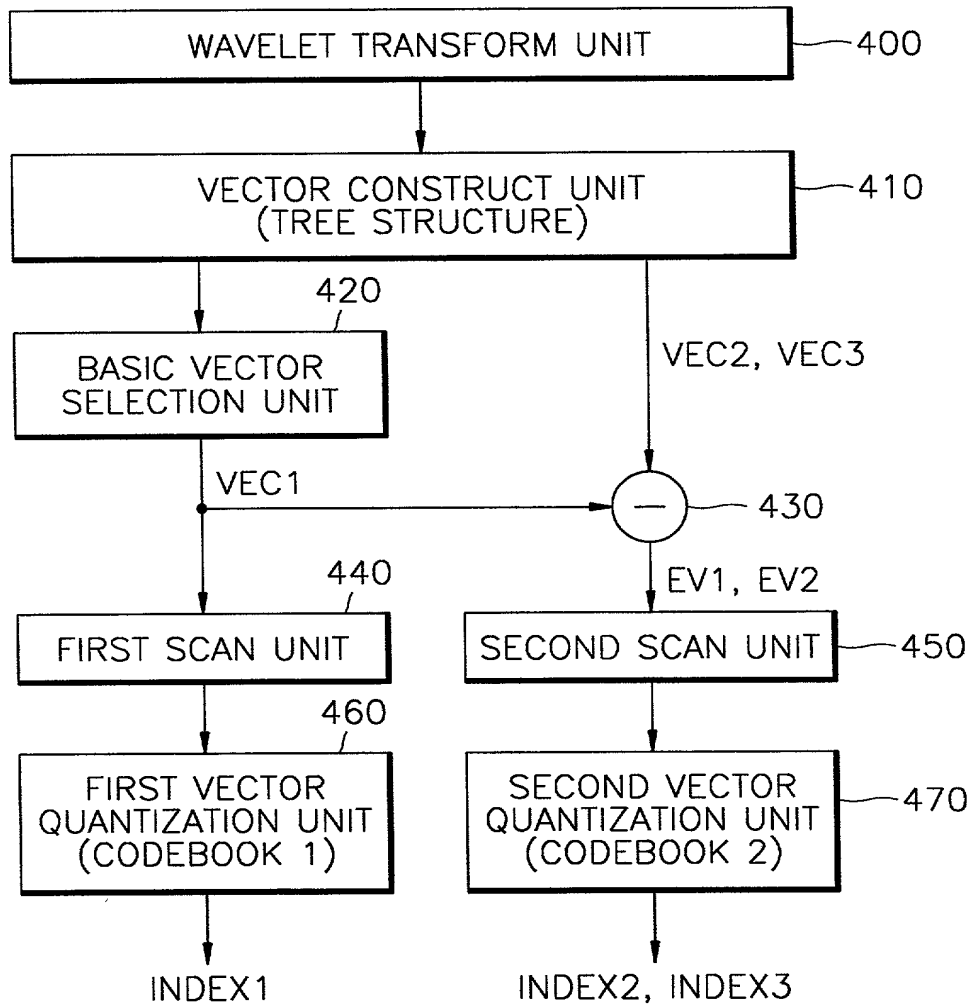 WAVELET TRANSFORM UNIT
400
VECTOR CONSTRUCT UNIT
(TREE STRUCTURE)
410
420
BASIC VECTOR
SELECTION UNIT
VEC2, VEC3
VEC1
430
EV1, EV2
440
FIRST SCAN UNIT
SECOND SCAN UNIT
450
460
FIRST VECTOR
QUANTIZATION UNIT
(CODEBOOK 1)
SECOND VECTOR
QUANTIZATION UNIT
(CODEBOOK 2)
470
INDEX1
INDEX2, INDEX3